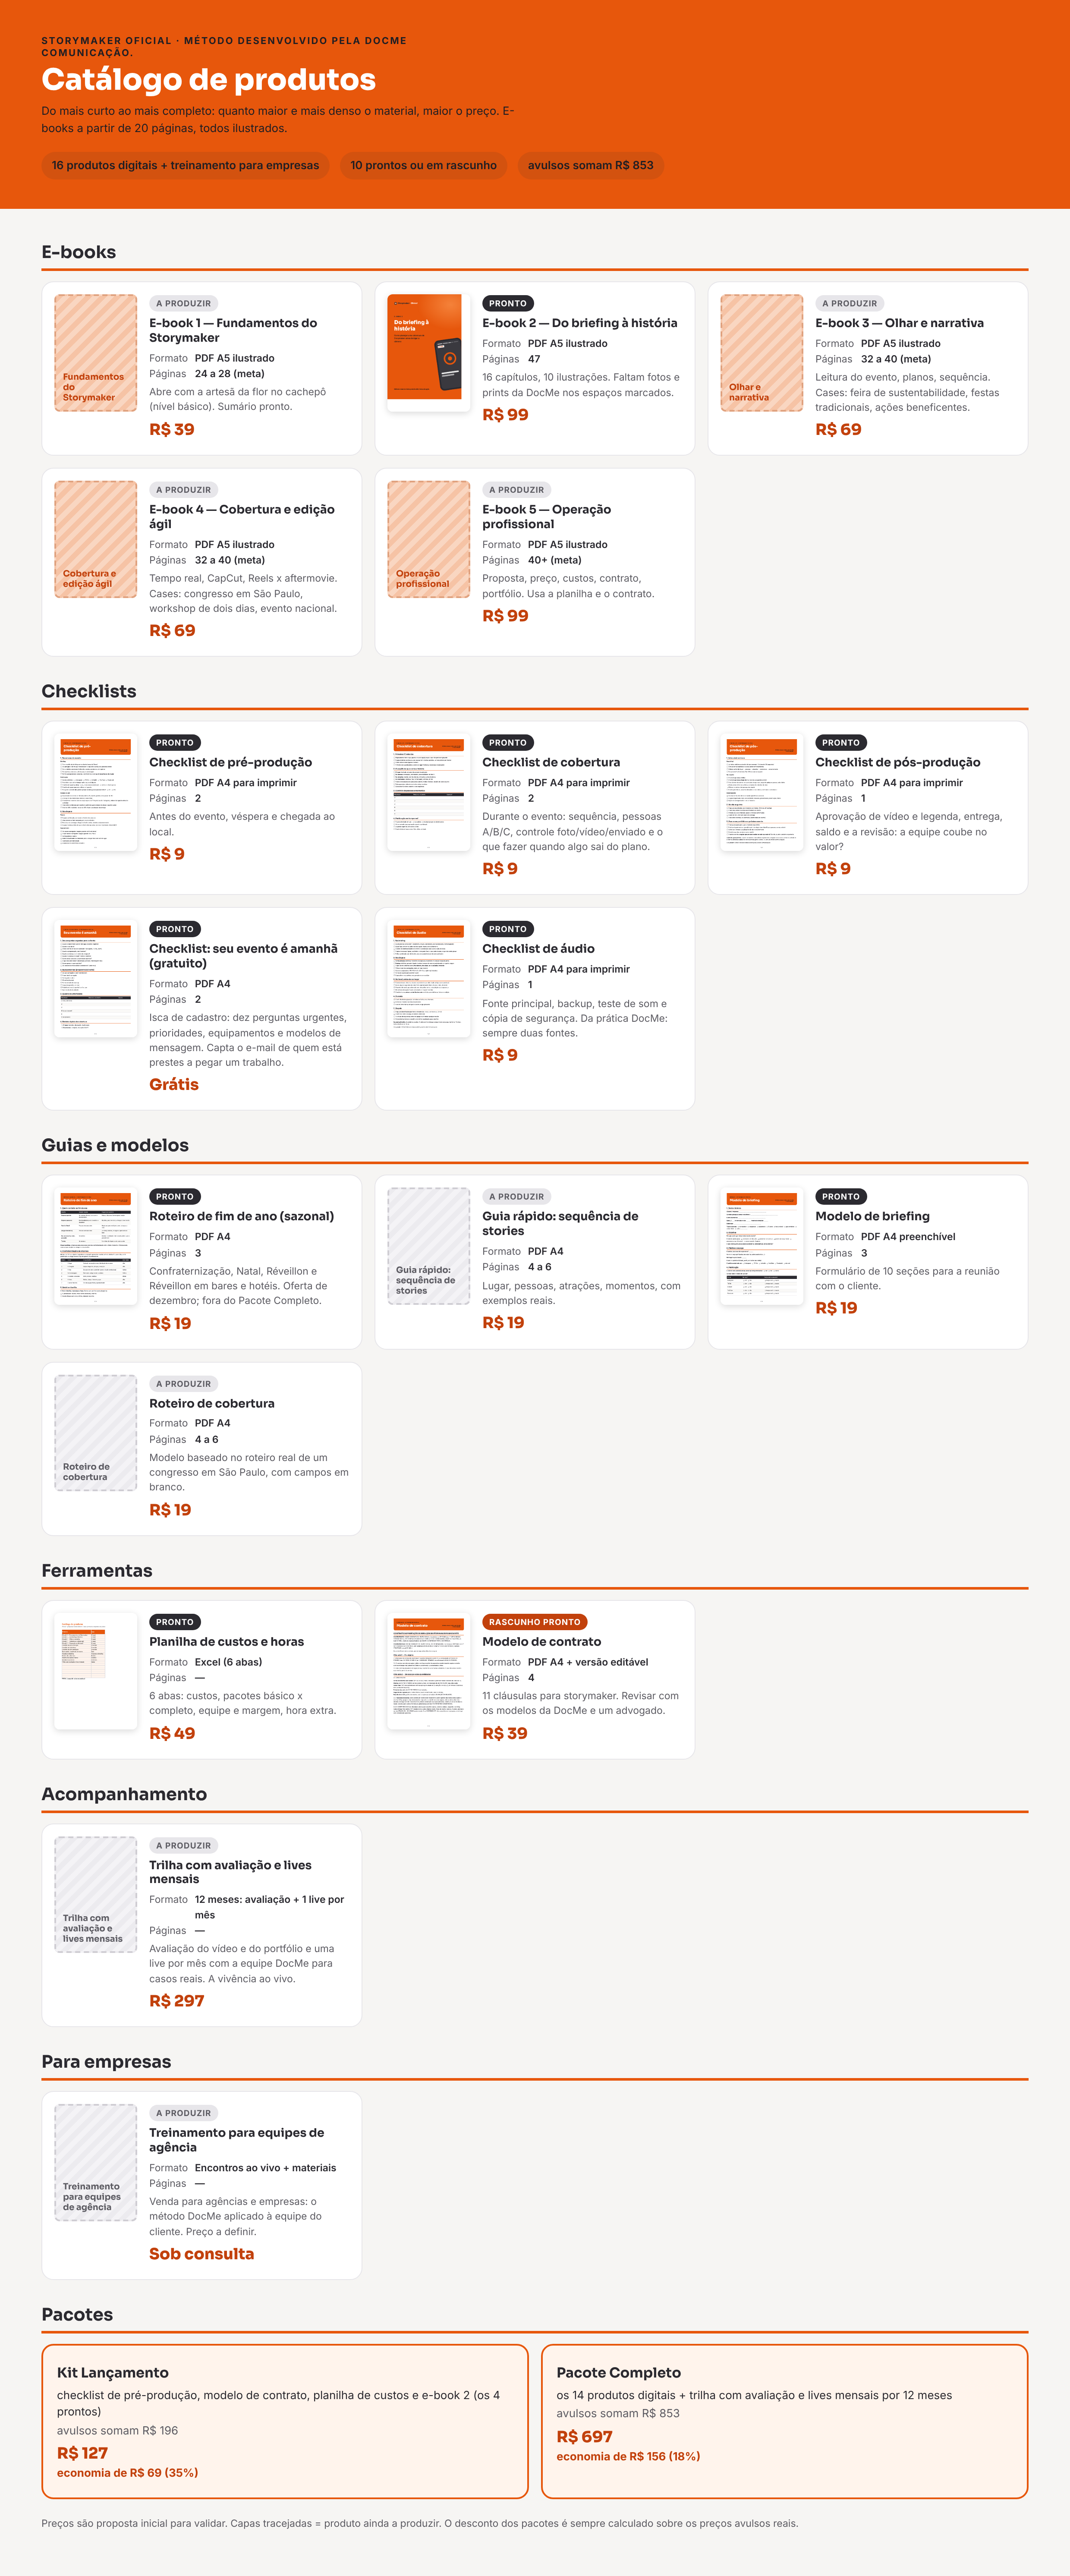 STORYMAKER OFICIAL · MÉTODO DESENVOLVIDO PELA DOCME
COMUNICAÇÃO.
Catálogo de produtos
Do mais curto ao mais completo: quanto maior e mais denso o material, maior o preço. E-
books a partir de 20 páginas, todos ilustrados.
16 produtos digitais + treinamento para empresas
10 prontos ou em rascunho
avulsos somam R$ 853
E-books
Fundamentos
do
Storymaker
A PRODUZIR
E-book 1 — Fundamentos do
Storymaker
Formato PDF A5 ilustrado
Páginas 24 a 28 (meta)
Abre com a artesã da flor no cachepô
(nível básico). Sumário pronto.
R$ 39
Do briefing à
história
PRONTO
E-book 2 — Do briefing à história
Formato PDF A5 ilustrado
Páginas 47
16 capítulos, 10 ilustrações. Faltam fotos e
prints da DocMe nos espaços marcados.
R$ 99
Olhar e
narrativa
A PRODUZIR
E-book 3 — Olhar e narrativa
Formato PDF A5 ilustrado
Páginas 32 a 40 (meta)
Leitura do evento, planos, sequência.
Cases: feira de sustentabilidade, festas
tradicionais, ações beneficentes.
R$ 69
Cobertura e
edição ágil
A PRODUZIR
E-book 4 — Cobertura e edição
ágil
Formato PDF A5 ilustrado
Páginas 32 a 40 (meta)
Tempo real, CapCut, Reels x aftermovie.
Cases: congresso em São Paulo,
workshop de dois dias, evento nacional.
R$ 69
Operação
profissional
A PRODUZIR
E-book 5 — Operação
profissional
Formato PDF A5 ilustrado
Páginas 40+ (meta)
Proposta, preço, custos, contrato,
portfólio. Usa a planilha e o contrato.
R$ 99
Checklists
Checklist de pré-
produção
PRONTO
Checklist de pré-produção
Formato PDF A4 para imprimir
Páginas 2
Antes do evento, véspera e chegada ao
local.
R$ 9
Checklist de cobertura
PRONTO
Checklist de cobertura
Formato PDF A4 para imprimir
Páginas 2
Durante o evento: sequência, pessoas
A/B/C, controle foto/vídeo/enviado e o
que fazer quando algo sai do plano.
R$ 9
Checklist de pós-
produção
PRONTO
Checklist de pós-produção
Formato PDF A4 para imprimir
Páginas 1
Aprovação de vídeo e legenda, entrega,
saldo e a revisão: a equipe coube no
valor?
R$ 9
Seu evento é amanhã
PRONTO
Checklist: seu evento é amanhã
(gratuito)
Formato PDF A4
Páginas 2
Isca de cadastro: dez perguntas urgentes,
prioridades, equipamentos e modelos de
mensagem. Capta o e-mail de quem está
prestes a pegar um trabalho.
Grátis
Checklist de áudio
PRONTO
Checklist de áudio
Formato PDF A4 para imprimir
Páginas 1
Fonte principal, backup, teste de som e
cópia de segurança. Da prática DocMe:
sempre duas fontes.
R$ 9
Guias e modelos
Roteiro de fim de ano
PRONTO
Roteiro de fim de ano (sazonal)
Formato PDF A4
Páginas 3
Confraternização, Natal, Réveillon e
Réveillon em bares e hotéis. Oferta de
dezembro; fora do Pacote Completo.
R$ 19
Guia rápido:
sequência de
stories
A PRODUZIR
Guia rápido: sequência de
stories
Formato PDF A4
Páginas 4 a 6
Lugar, pessoas, atrações, momentos, com
exemplos reais.
R$ 19
Modelo de briefing
PRONTO
Modelo de briefing
Formato PDF A4 preenchível
Páginas 3
Formulário de 10 seções para a reunião
com o cliente.
R$ 19
Roteiro de
cobertura
A PRODUZIR
Roteiro de cobertura
Formato PDF A4
Páginas 4 a 6
Modelo baseado no roteiro real de um
congresso em São Paulo, com campos em
branco.
R$ 19
Ferramentas
PRONTO
Planilha de custos e horas
Formato Excel (6 abas)
Páginas —
6 abas: custos, pacotes básico x
completo, equipe e margem, hora extra.
R$ 49
Modelo de contrato
RASCUNHO PRONTO
Modelo de contrato
Formato PDF A4 + versão editável
Páginas 4
11 cláusulas para storymaker. Revisar com
os modelos da DocMe e um advogado.
R$ 39
Acompanhamento
Trilha com
avaliação e
lives mensais
A PRODUZIR
Trilha com avaliação e lives
mensais
Formato 12 meses: avaliação + 1 live por
mês
Páginas —
Avaliação do vídeo e do portfólio e uma
live por mês com a equipe DocMe para
casos reais. A vivência ao vivo.
R$ 297
Para empresas
Treinamento
para equipes
de agência
A PRODUZIR
Treinamento para equipes de
agência
Formato Encontros ao vivo + materiais
Páginas —
Venda para agências e empresas: o
método DocMe aplicado à equipe do
cliente. Preço a definir.
Sob consulta
Pacotes
Kit Lançamento
checklist de pré-produção, modelo de contrato, planilha de custos e e-book 2 (os 4
prontos)
avulsos somam R$ 196
R$ 127
economia de R$ 69 (35%)
Pacote Completo
os 14 produtos digitais + trilha com avaliação e lives mensais por 12 meses
avulsos somam R$ 853
R$ 697
economia de R$ 156 (18%)
Preços são proposta inicial para validar. Capas tracejadas = produto ainda a produzir. O desconto dos pacotes é sempre calculado sobre os preços avulsos reais.